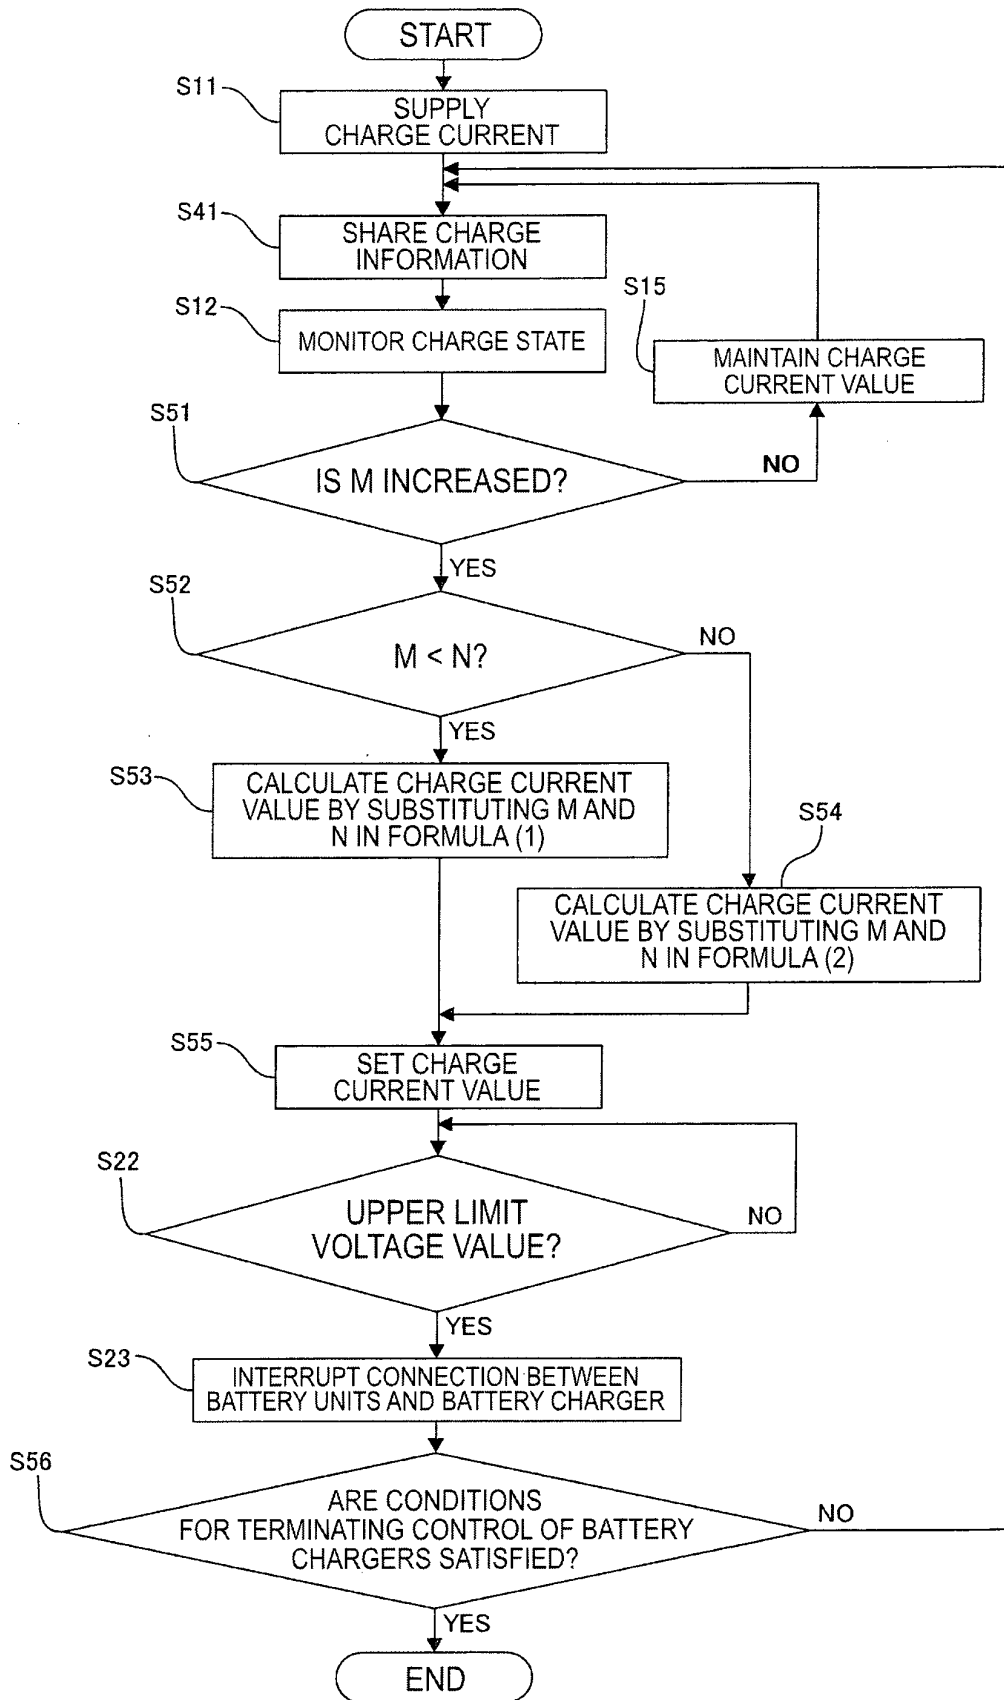 START
S11
SUPPLY
CHARGE CURRENT
S41
SHARE CHARGE
INFORMATION
S12
MONITOR CHARGE STATE
S15
MAINTAIN CHARGE
CURRENT VALUE
S51
IS M INCREASED?
NO
YES
S52
M < N?
NO
YES
S53
CALCULATE CHARGE CURRENT
VALUE BY SUBSTITUTING M AND
N IN FORMULA (1)
S54
CALCULATE CHARGE CURRENT
VALUE BY SUBSTITUTING M AND
N IN FORMULA (2)
S55
SET CHARGE
CURRENT VALUE
S22
UPPER LIMIT
VOLTAGE VALUE?
NO
YES
S23
INTERRUPT CONNECTION BETWEEN
BATTERY UNITS AND BATTERY CHARGER
S56
ARE CONDITIONS
FOR TERMINATING CONTROL OF BATTERY
CHARGERS SATISFIED?
NO
YES
END